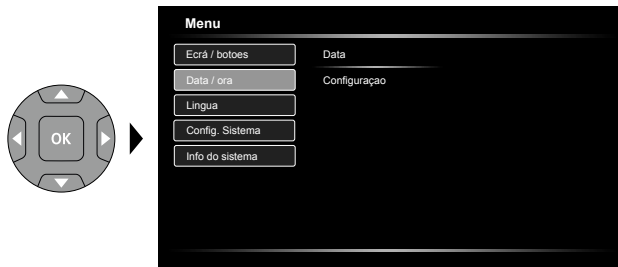 Menu
Ecrá / botoes
Data
Data / ora
Configuraçao
Lingua
Config. Sistema
Info do sistema
OK